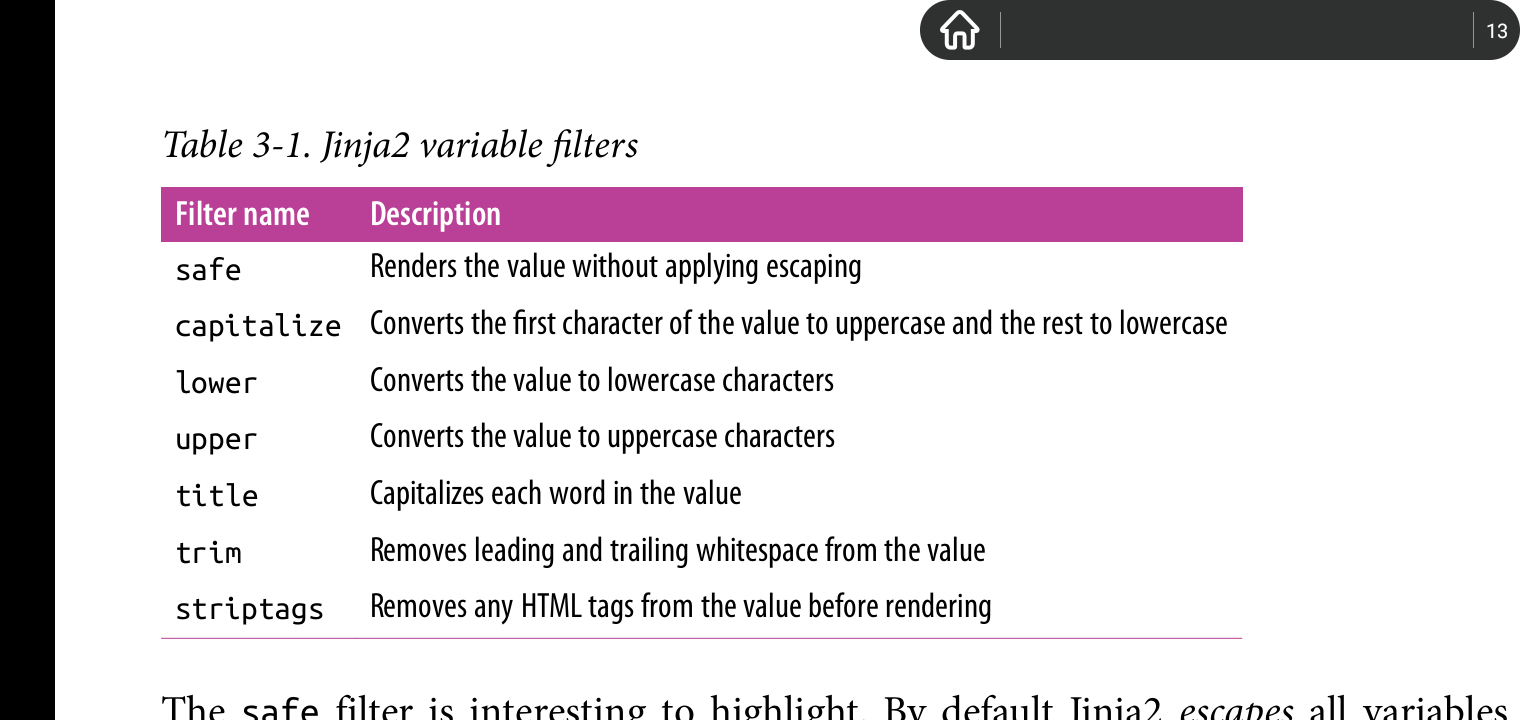 13
Table 3-1. Jinja2 variable filters
Filter name Description
safe Renders the value without applying escaping
capitalize Converts the first character of the value to uppercase and the rest to lowercase
lower Converts the value to lowercase characters
upper Converts the value to uppercase characters
title Capitalizes each word in the value
trim Removes leading and trailing whitespace from the value
striptags Removes any HTML tags from the value before rendering
The safe filter is interesting to highlight. By default Jinja2 escapes all variables